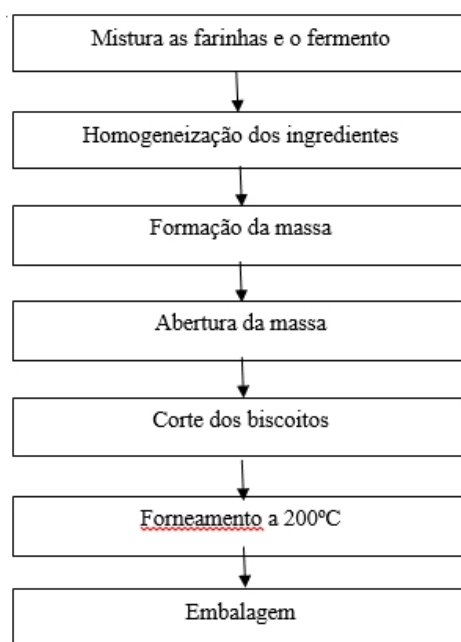 Mistura as farinhas e o fermento
Homogeneização dos ingredientes
Formação da massa
Abertura da massa
Corte dos biscoitos
Forneamento a 200ºC
Embalagem